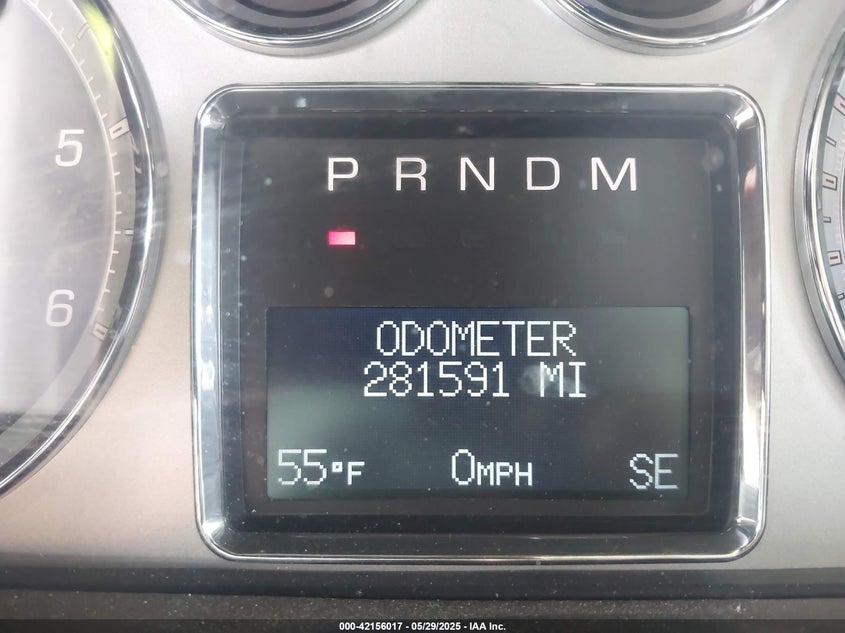 5
6
P R N D M
ODOMETER
281591 MI
55°F 0MPH SE
000-42156017 — 05/29/2025 — IAA Inc.